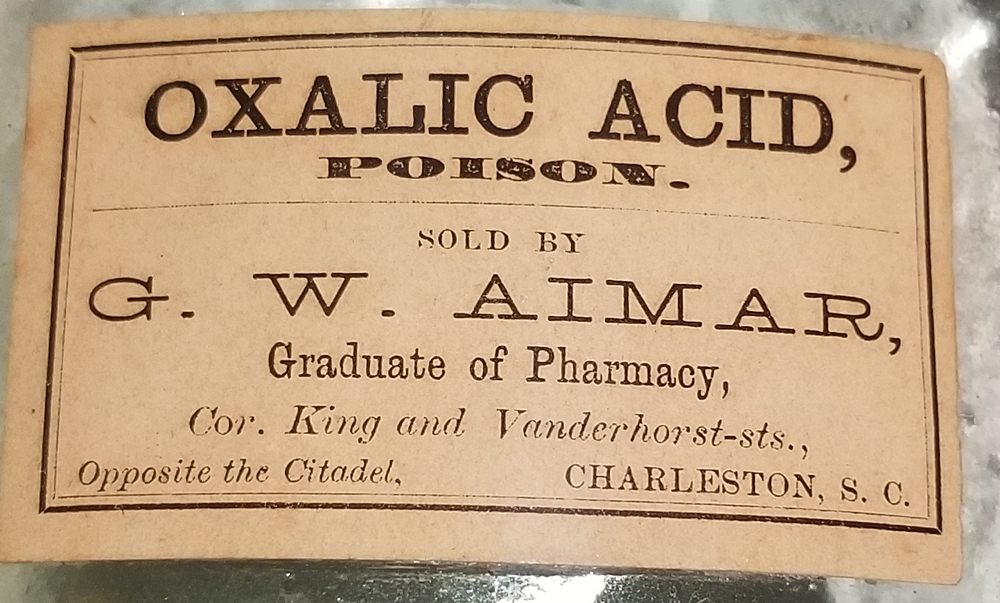 OXALIC ACID,
POISON.
SOLD BY
G. W. AIMAR,
Graduate of Pharmacy,
Cor. King and Vanderhorst-sts.,
Opposite the Citadel, CHARLESTON, S. C.